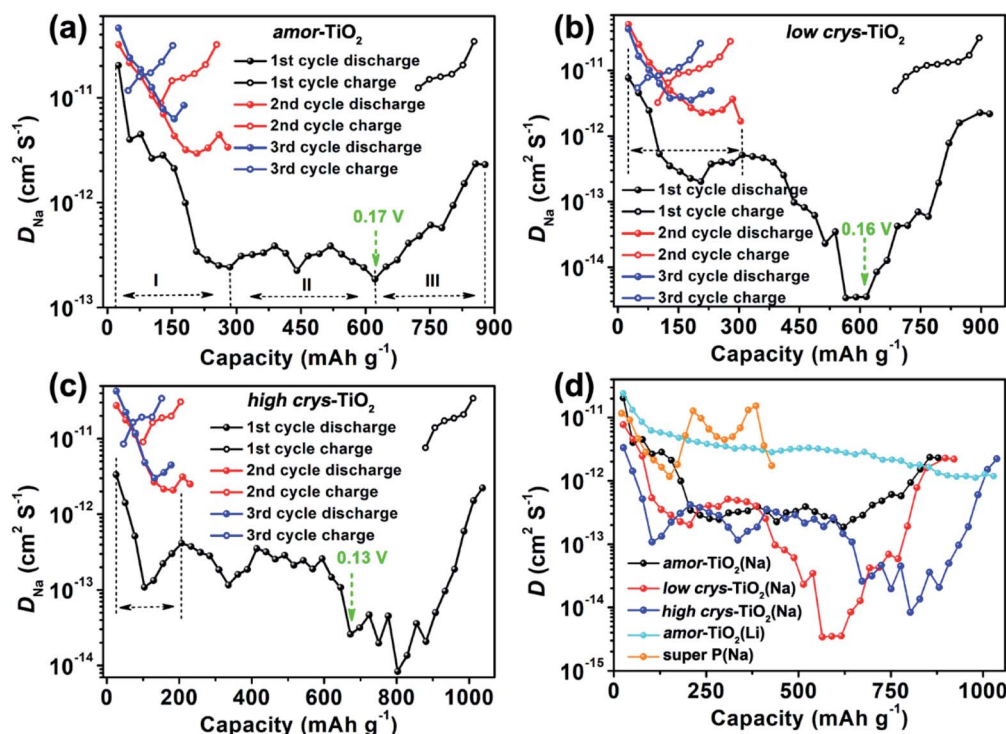 (a)
amor-TiO₂
1st cycle discharge
1st cycle charge
2nd cycle discharge
2nd cycle charge
3rd cycle discharge
3rd cycle charge
0.17 V
I
II
III
10⁻¹¹
10⁻¹²
10⁻¹³
D_Na (cm² S⁻¹)
0 150 300 450 600 750 900
Capacity (mAh g⁻¹)
(b)
low crys-TiO₂
0.16 V
1st cycle discharge
1st cycle charge
2nd cycle discharge
2nd cycle charge
3rd cycle discharge
3rd cycle charge
10⁻¹¹
10⁻¹²
10⁻¹³
10⁻¹⁴
D_Na (cm² S⁻¹)
0 150 300 450 600 750 900
Capacity (mAh g⁻¹)
(c)
high crys-TiO₂
1st cycle discharge
1st cycle charge
2nd cycle discharge
2nd cycle charge
3rd cycle discharge
3rd cycle charge
0.13 V
10⁻¹¹
10⁻¹²
10⁻¹³
10⁻¹⁴
D_Na (cm² S⁻¹)
0 200 400 600 800 1000
Capacity (mAh g⁻¹)
(d)
amor-TiO₂(Na)
low crys-TiO₂(Na)
high crys-TiO₂(Na)
amor-TiO₂(Li)
super P(Na)
10⁻¹¹
10⁻¹²
10⁻¹³
10⁻¹⁴
10⁻¹⁵
D (cm² S⁻¹)
0 250 500 750 1000
Capacity (mAh g⁻¹)